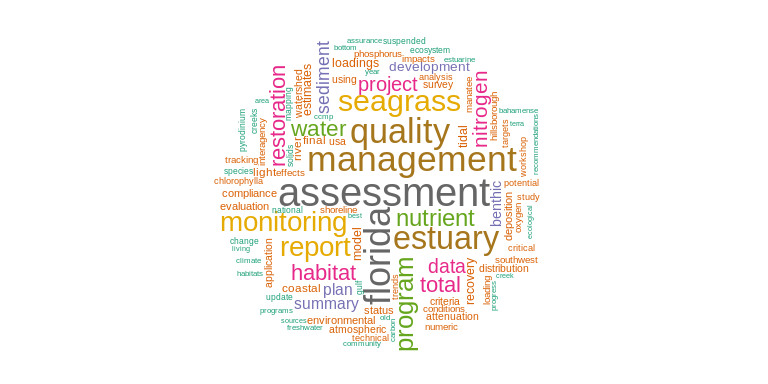 assurance suspended
bottom ecosystem
phosphorus
impacts estuarine
loadings
development
year
using
project
analysis
survey
sediment
estimates
watershed
mapping
area
restoration
seagrass
manatee
nitrogen
hillsborough
bahamense
targets
terra
recommendations
ccmp
water
quality
tidal
creeks
pyrodinium
interagency
river
solids
final usa
workshop
management
tracking
species
light effects
chlorophylla
potential
compliance
assessment
benthic
study
evaluation
national
shoreline
best
florida
nutrient
deposition
oxygen
ecological
monitoring
estuary
change
living
report
model
critical
climate
southwest
habitats
application
habitat
data
distribution
gulf
trends
program
total
recovery
loading
progress
creek
coastal
plan
update
summary
criteria
conditions
programs
status
old
attenuation
sources environmental
numeric
freshwater
atmospheric
carbon
technical
community